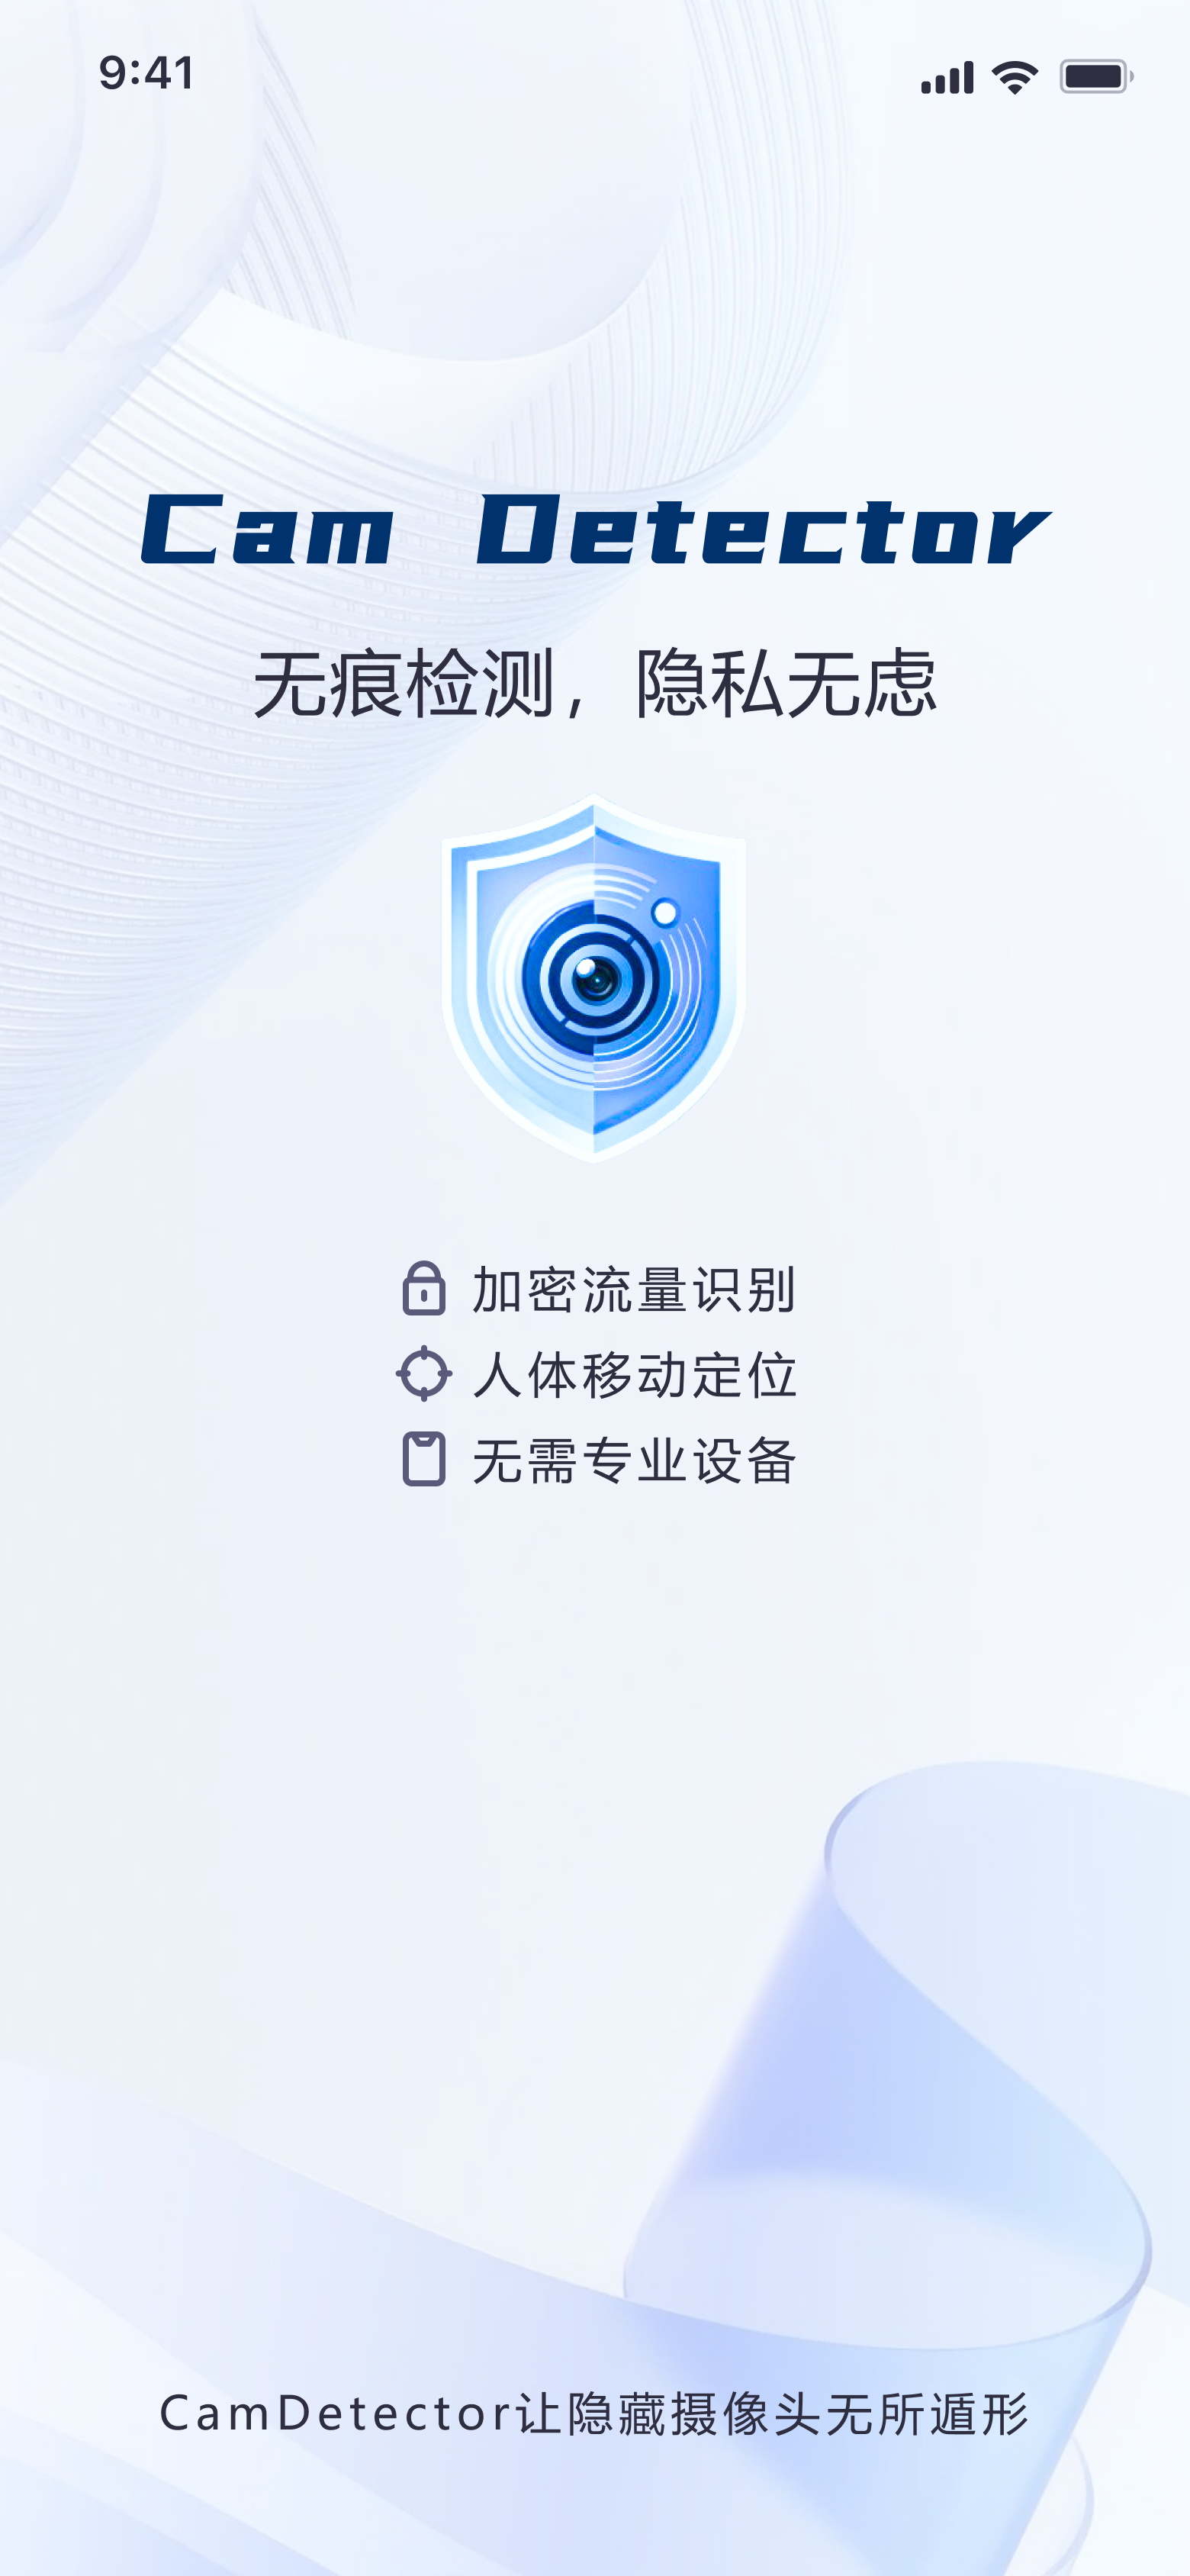 9:41
Cam Detector
无痕检测，隐私无虑
加密流量识别
人体移动定位
无需专业设备
CamDetector让隐藏摄像头无所遁形